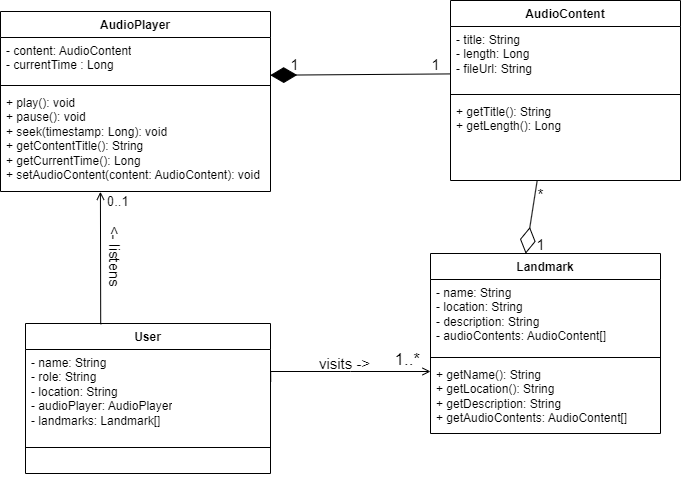 AudioPlayer
- content: AudioContent
- currentTime : Long
+ play(): void
+ pause(): void
+ seek(timestamp: Long): void
+ getContentTitle(): String
+ getCurrentTime(): Long
+ setAudioContent(content: AudioContent): void
1
1
AudioContent
- title: String
- length: Long
- fileUrl: String
+ getTitle(): String
+ getLength(): Long
0..1
<- listens
*
1
Landmark
- name: String
- location: String
- description: String
- audioContents: AudioContent[]
+ getName(): String
+ getLocation(): String
+ getDescription: String
+ getAudioContents: AudioContent[]
User
- name: String
- role: String
- location: String
- audioPlayer: AudioPlayer
- landmarks: Landmark[]
visits ->
1..*